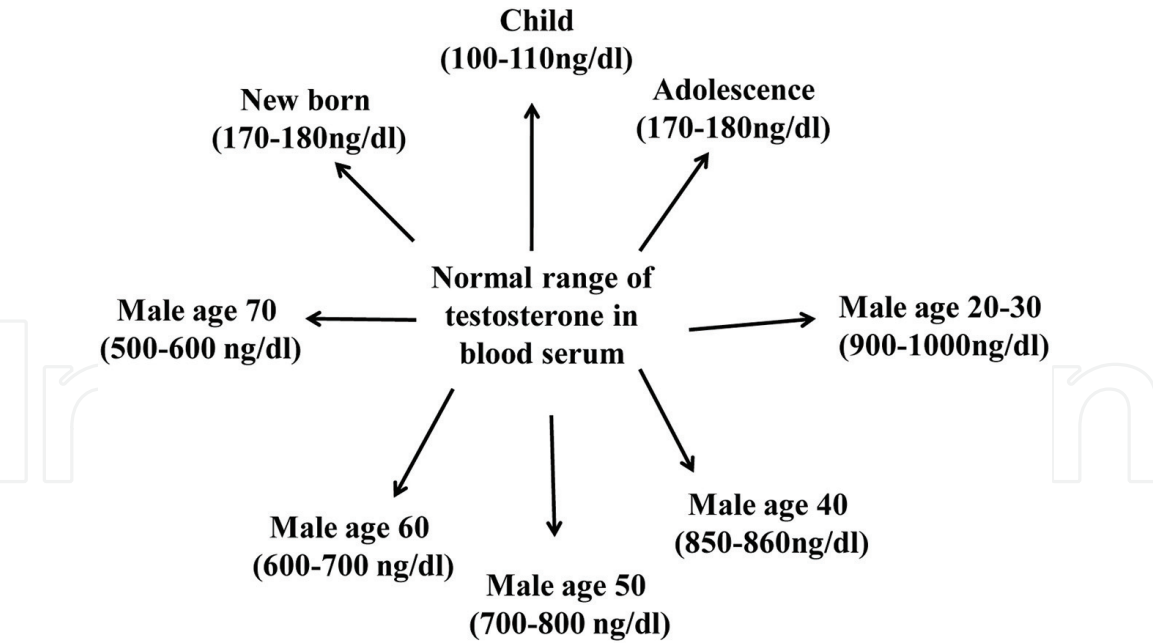 Child
(100-110ng/dl)
New born
(170-180ng/dl)
Adolescence
(170-180ng/dl)
Normal range of
testosterone in
blood serum
Male age 70
(500-600 ng/dl)
Male age 20-30
(900-1000ng/dl)
Male age 60
(600-700 ng/dl)
Male age 50
(700-800 ng/dl)
Male age 40
(850-860ng/dl)